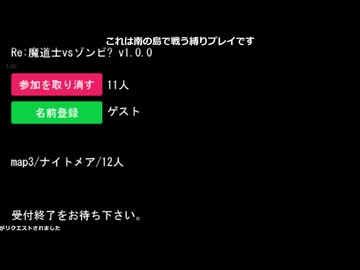 これは南の島で戦う縛りプレイです
Re:魔道士vsゾンビ? v1.0.0
参加を取り消す 11人
名前登録 ゲスト
map3/ナイトメア/12人
受付終了をお待ち下さい。
がリクエストされました